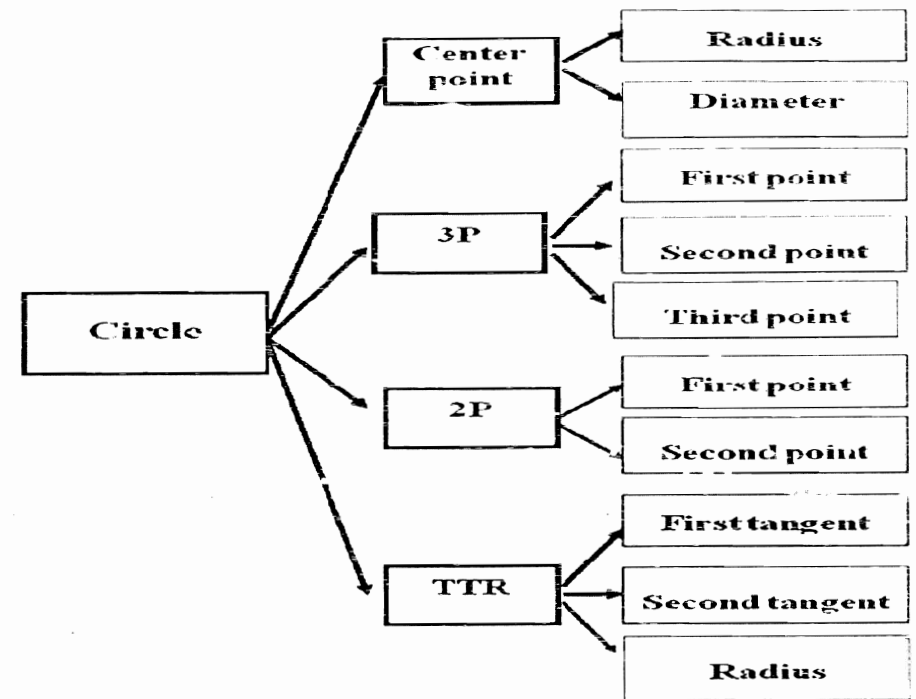 Circle
Center
point
Radius
Diameter
3P
First point
Second point
Third point
2P
First point
Second point
TTR
First tangent
Second tangent
Radius